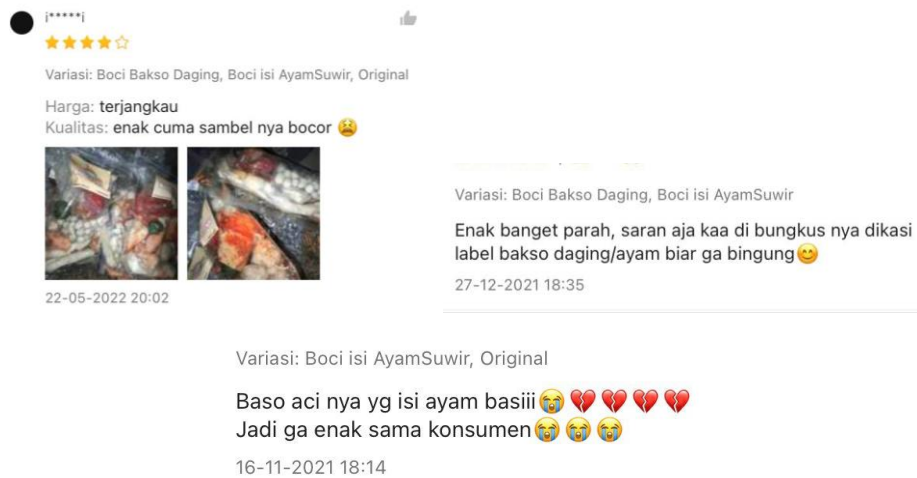 i*****i
Variasi: Boci Bakso Daging, Boci isi AyamSuwir, Original
Harga: terjangkau
Kualitas: enak cuma sambel nya bocor 😫
22-05-2022 20:02
Variasi: Boci Bakso Daging, Boci isi AyamSuwir
Enak banget parah, saran aja kaa di bungkus nya dikasi
label bakso daging/ayam biar ga bingung😊
27-12-2021 18:35
Variasi: Boci isi AyamSuwir, Original
Baso aci nya yg isi ayam basiii😭💔💔💔💔
Jadi ga enak sama konsumen😭😭😭
16-11-2021 18:14